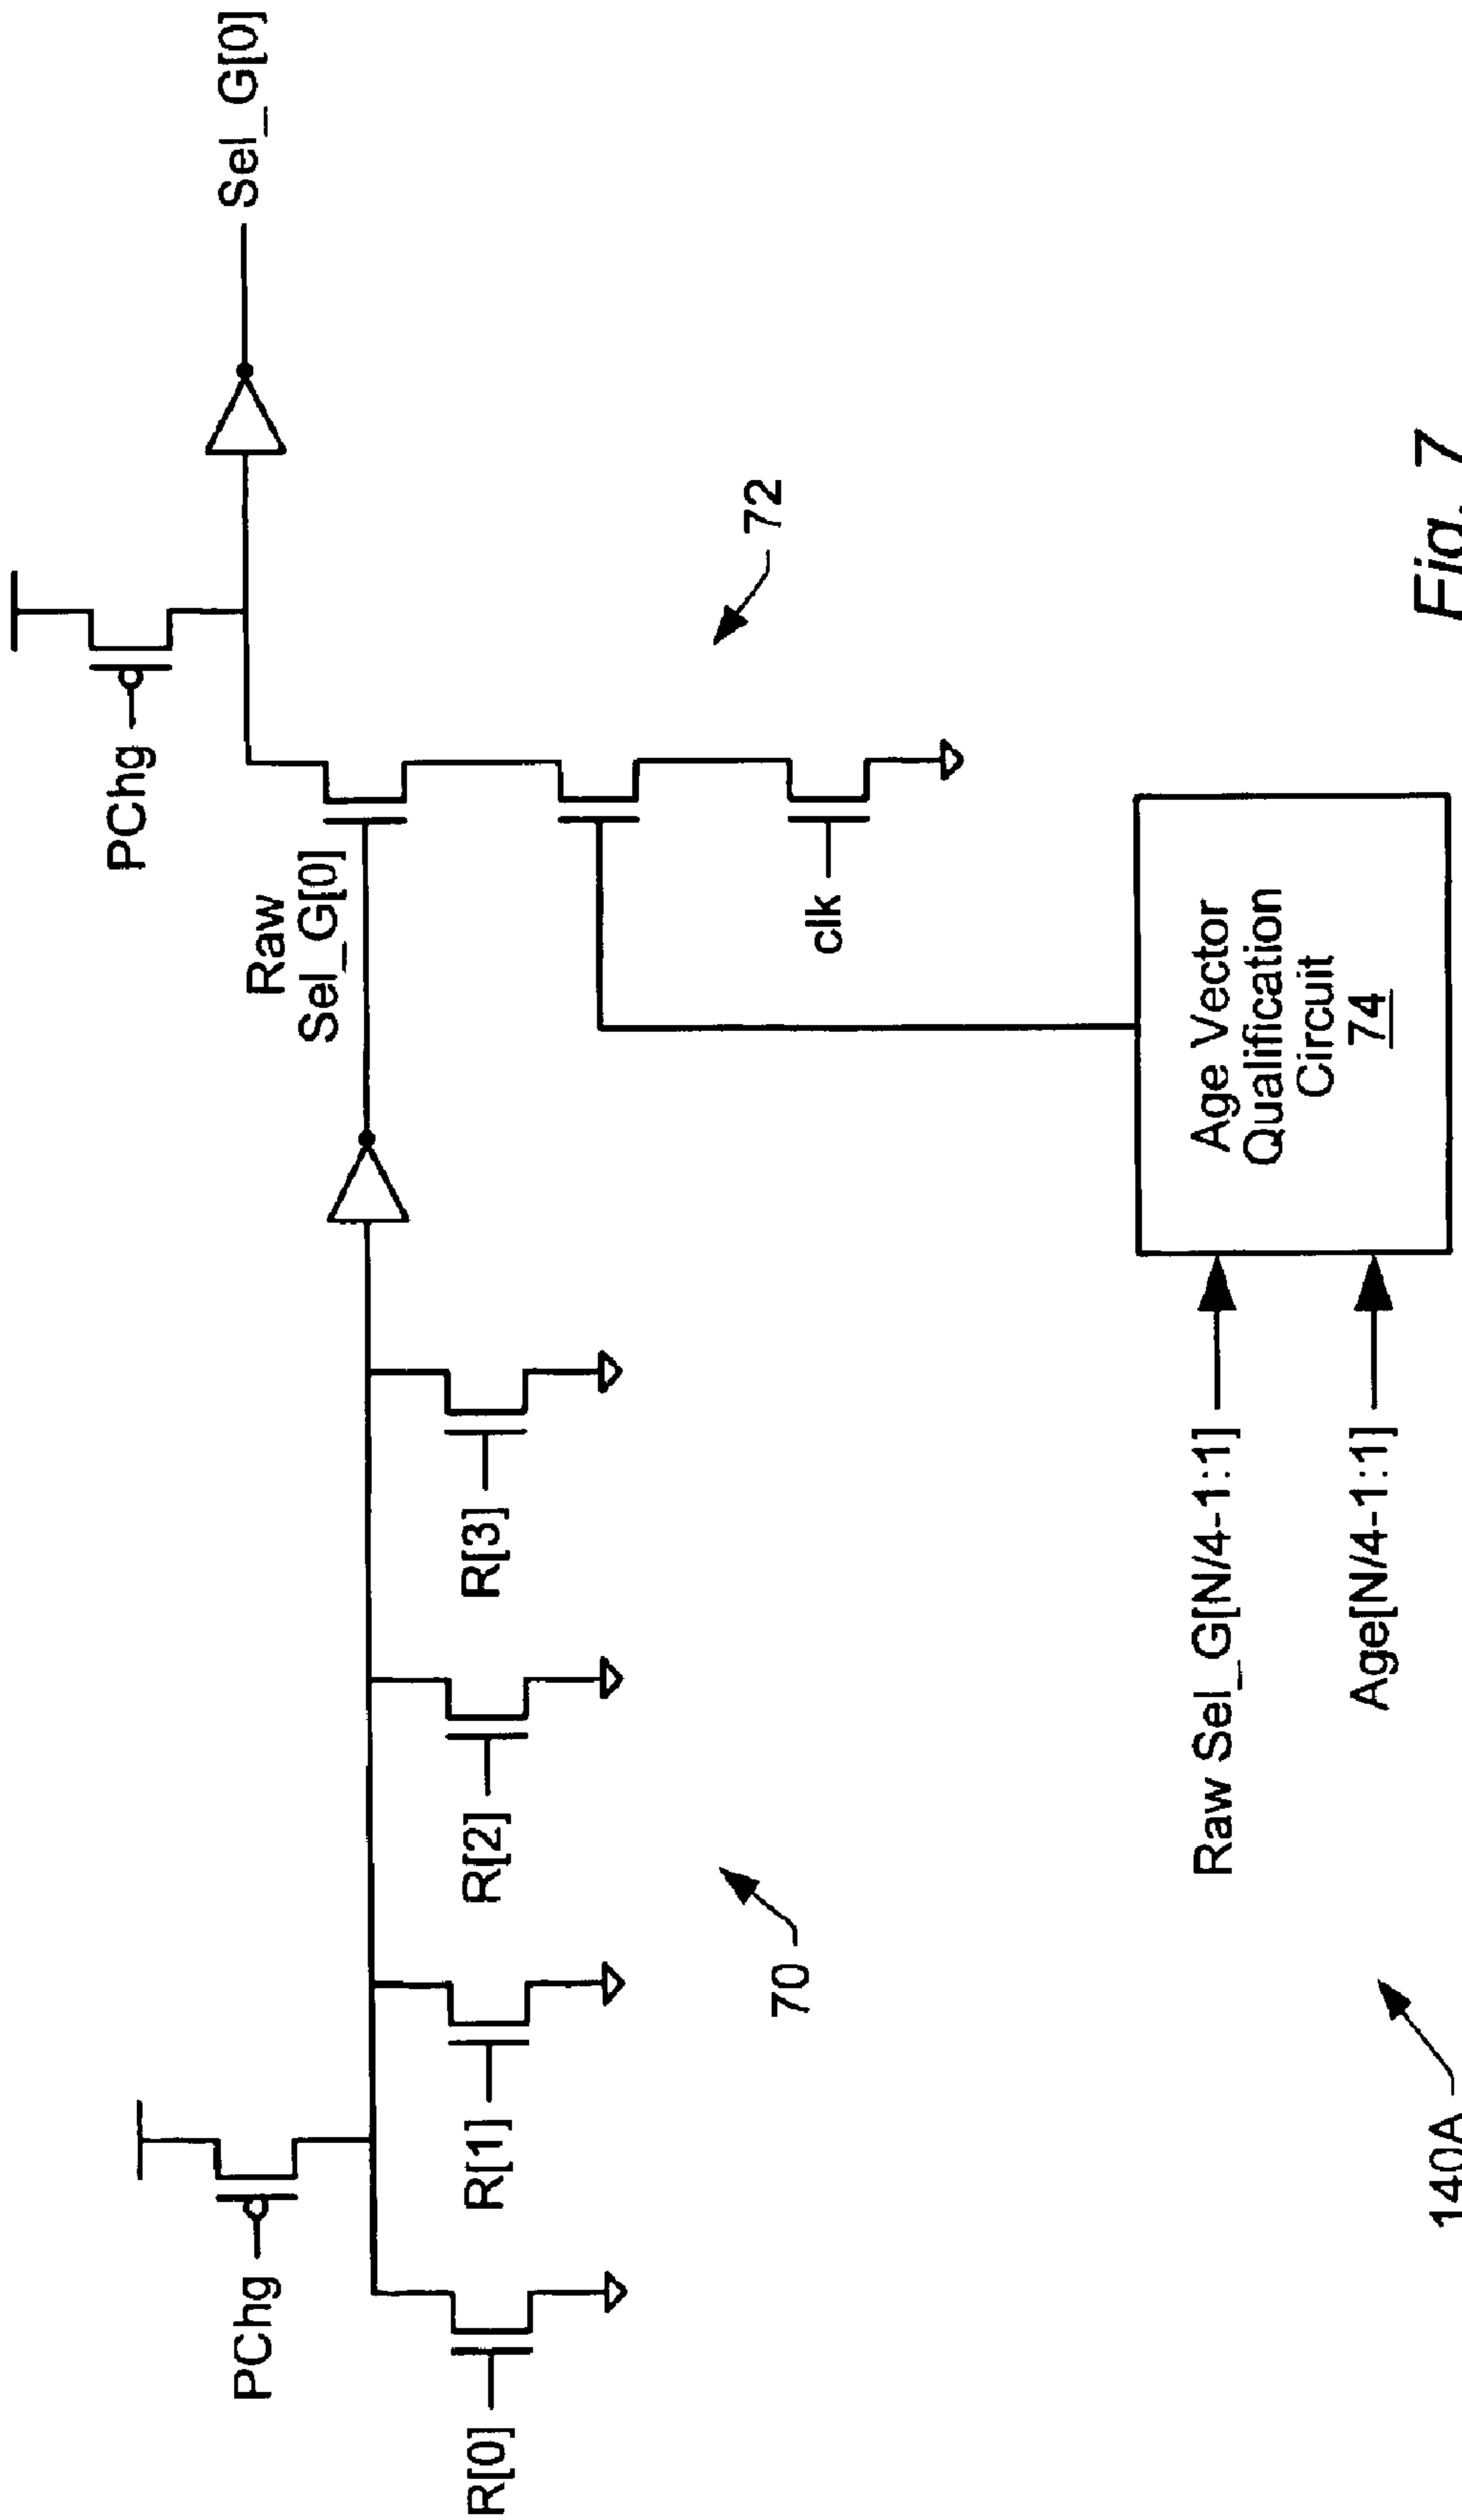 PChg
Sel_G[0]
PChg
Raw
Sel_G[0]
R[0]
R[1]
R[2]
R[3]
clk
70
72
Raw Sel_G[N/4-1:1]
Age[N/4-1:1]
Age Vector
Qualification
Circuit
74
140A
Fig. 7